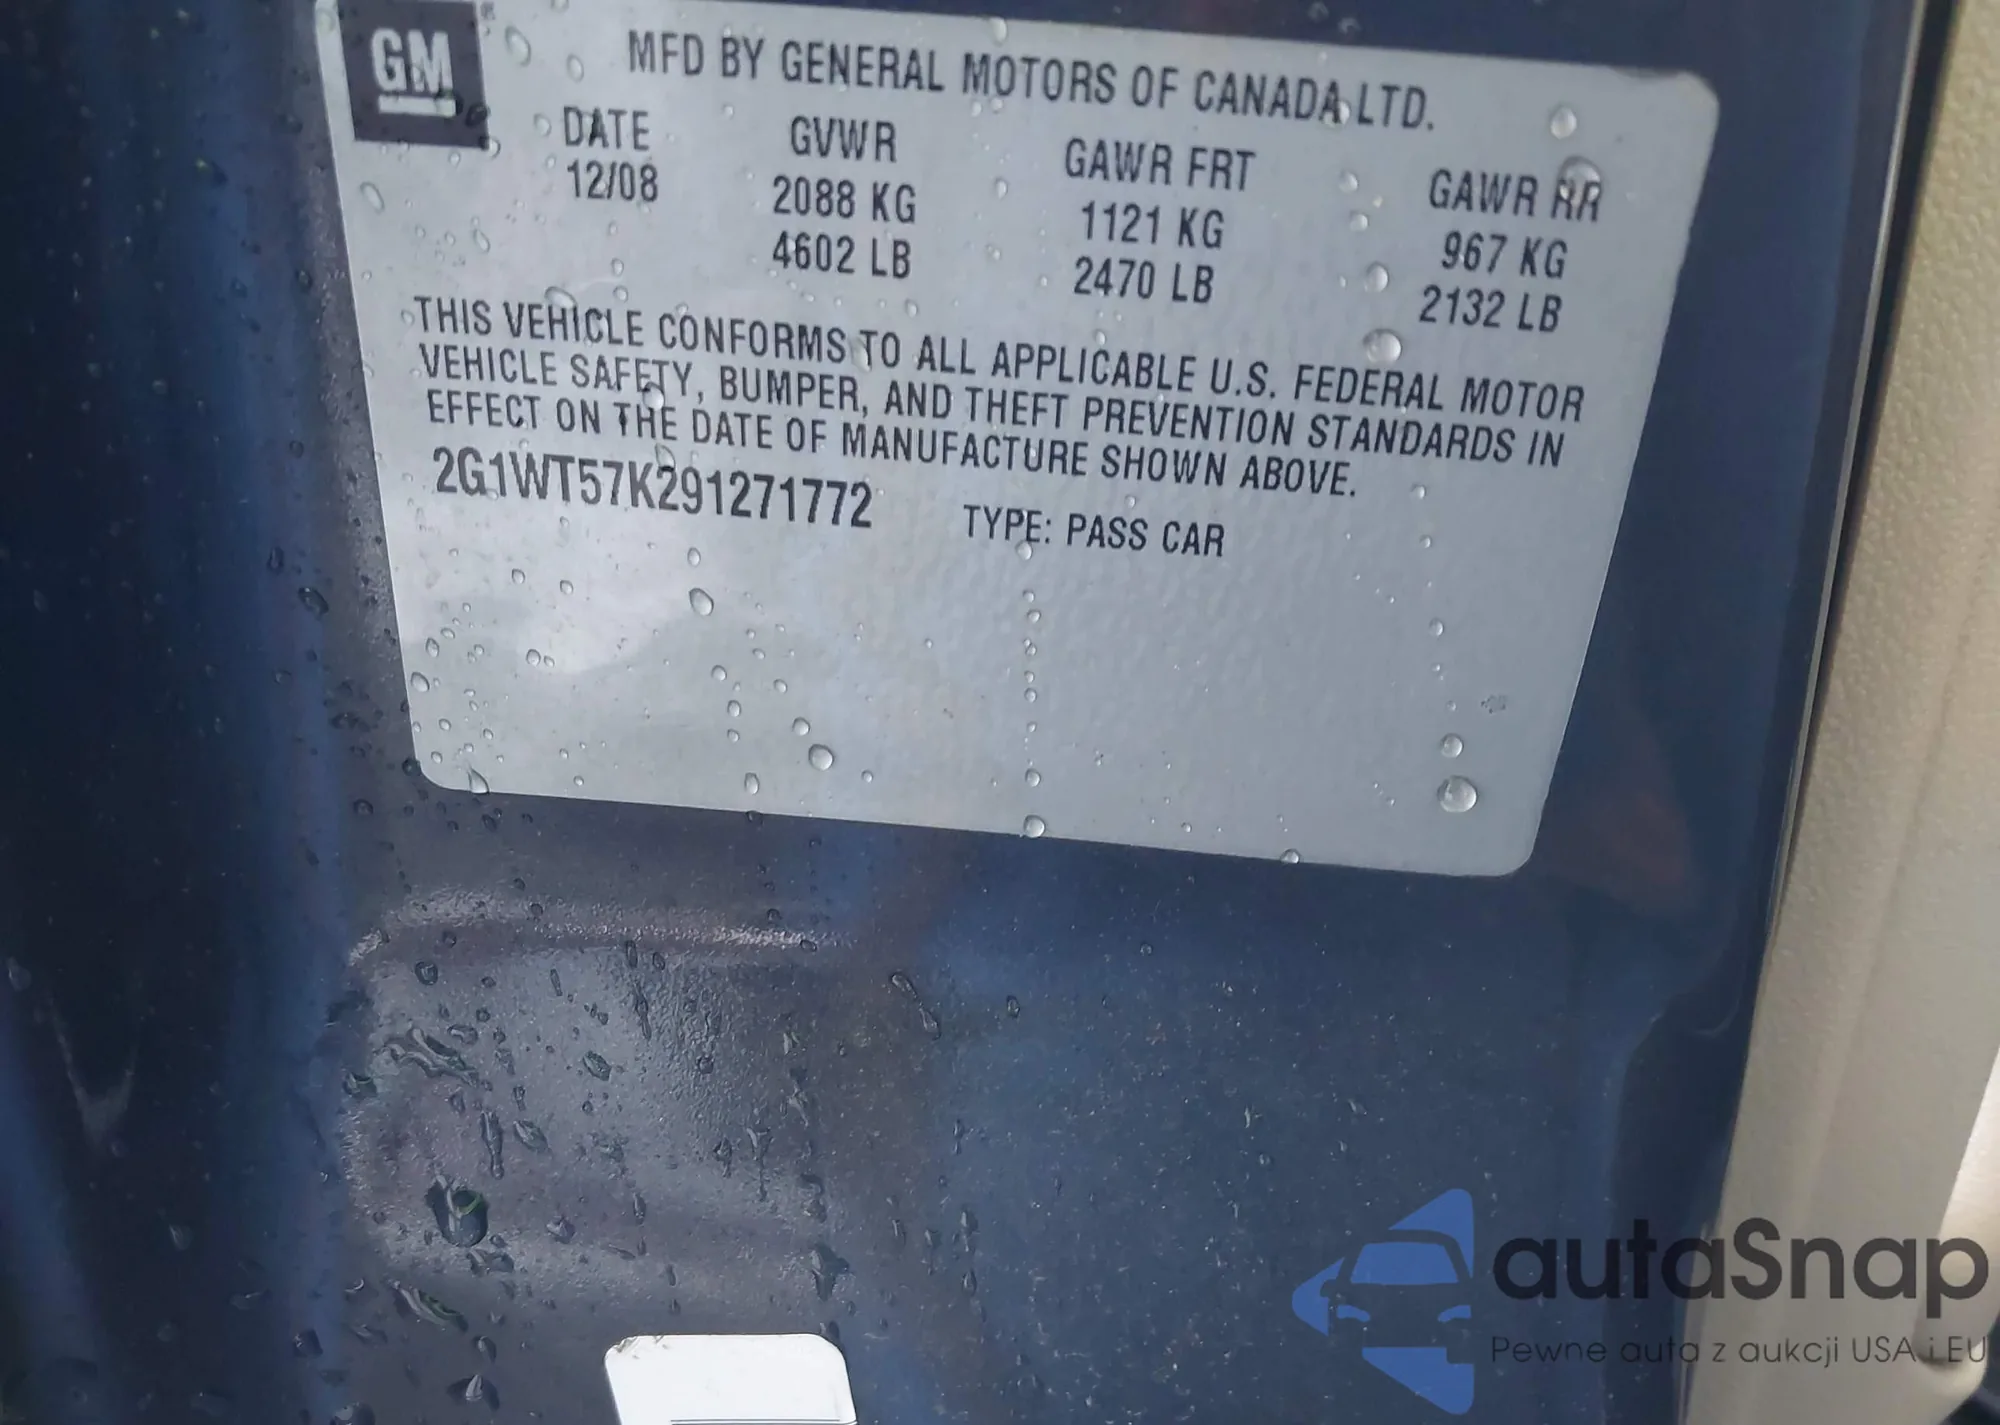 GM
MFD BY GENERAL MOTORS OF CANADA LTD.
DATE GVWR GAWR FRT GAWR RR
12/08 2088 KG 1121 KG 967 KG
4602 LB 2470 LB 2132 LB
THIS VEHICLE CONFORMS TO ALL APPLICABLE U.S. FEDERAL MOTOR
VEHICLE SAFETY, BUMPER, AND THEFT PREVENTION STANDARDS IN
EFFECT ON THE DATE OF MANUFACTURE SHOWN ABOVE.
2G1WT57K291271772 TYPE: PASS CAR
autaSnap
Pewne auta z aukcji USA i EU